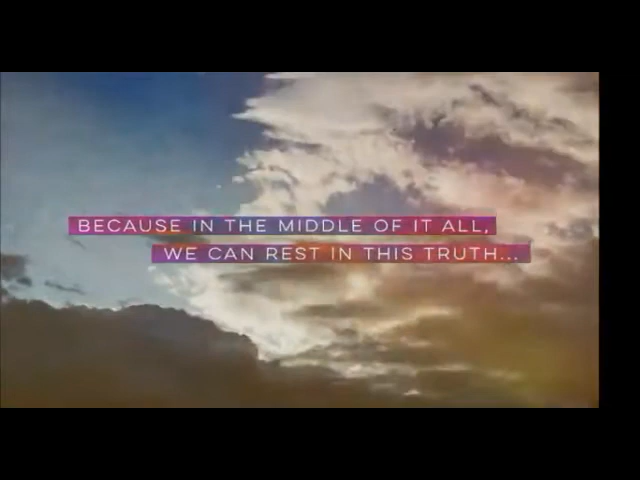 BECAUSE IN THE MIDDLE OF IT ALL,
WE CAN REST IN THIS TRUTH...